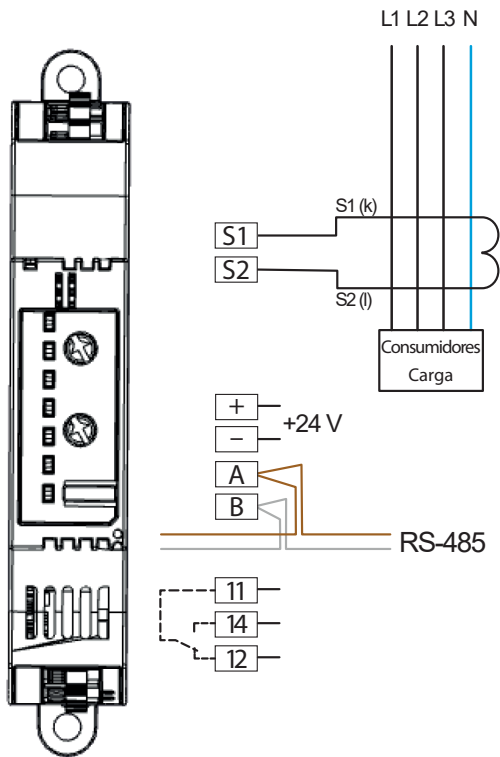 L1 L2 L3 N
S1 (k)
S1
S2
S2 (l)
Consumidores
Carga
+
+24 V
−
A
B
RS-485
11
14
12